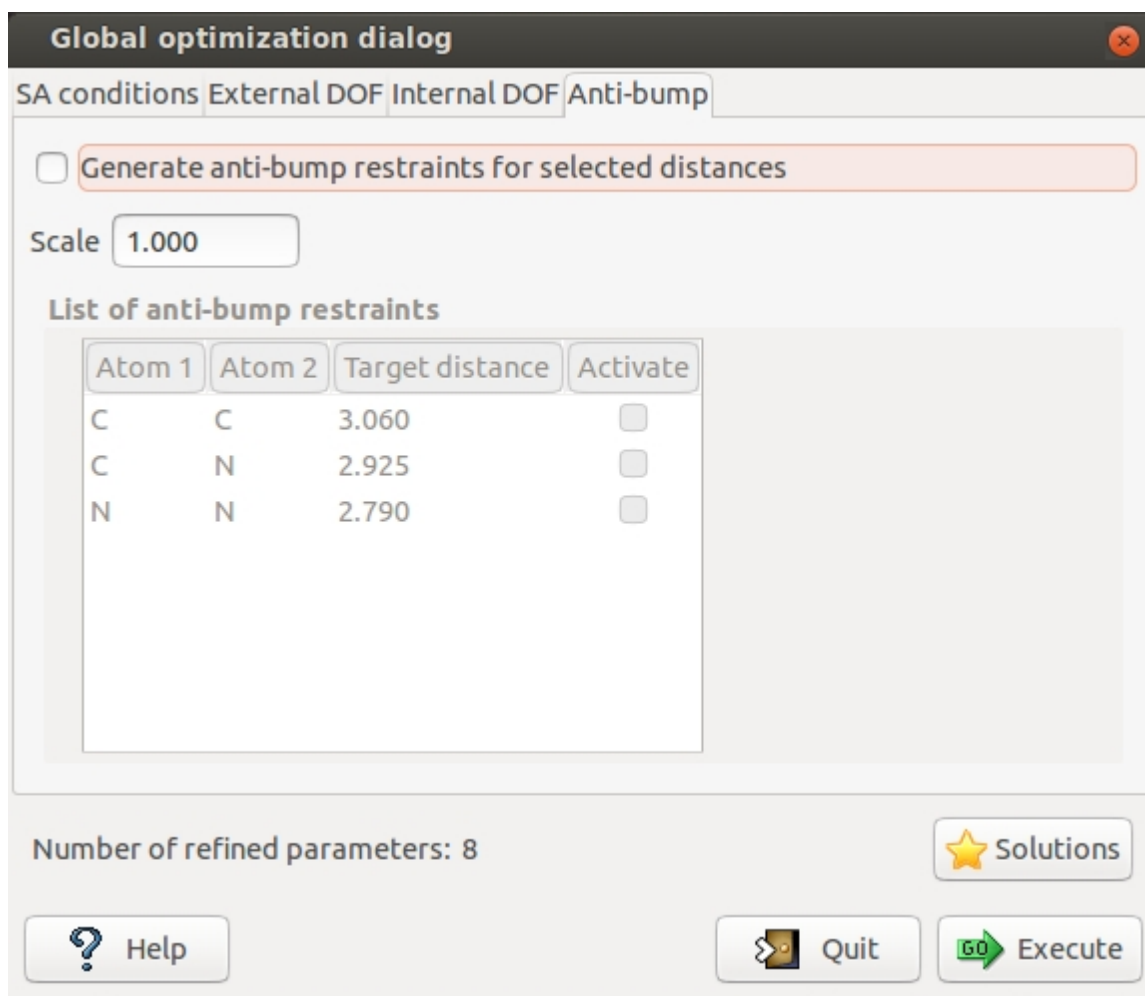 Global optimization dialog
SA conditions External DOF Internal DOF Anti-bump
Generate anti-bump restraints for selected distances
Scale 1.000
List of anti-bump restraints
Atom 1 Atom 2 Target distance Activate
C C 3.060
C N 2.925
N N 2.790
Number of refined parameters: 8
Solutions
Help Quit GO Execute